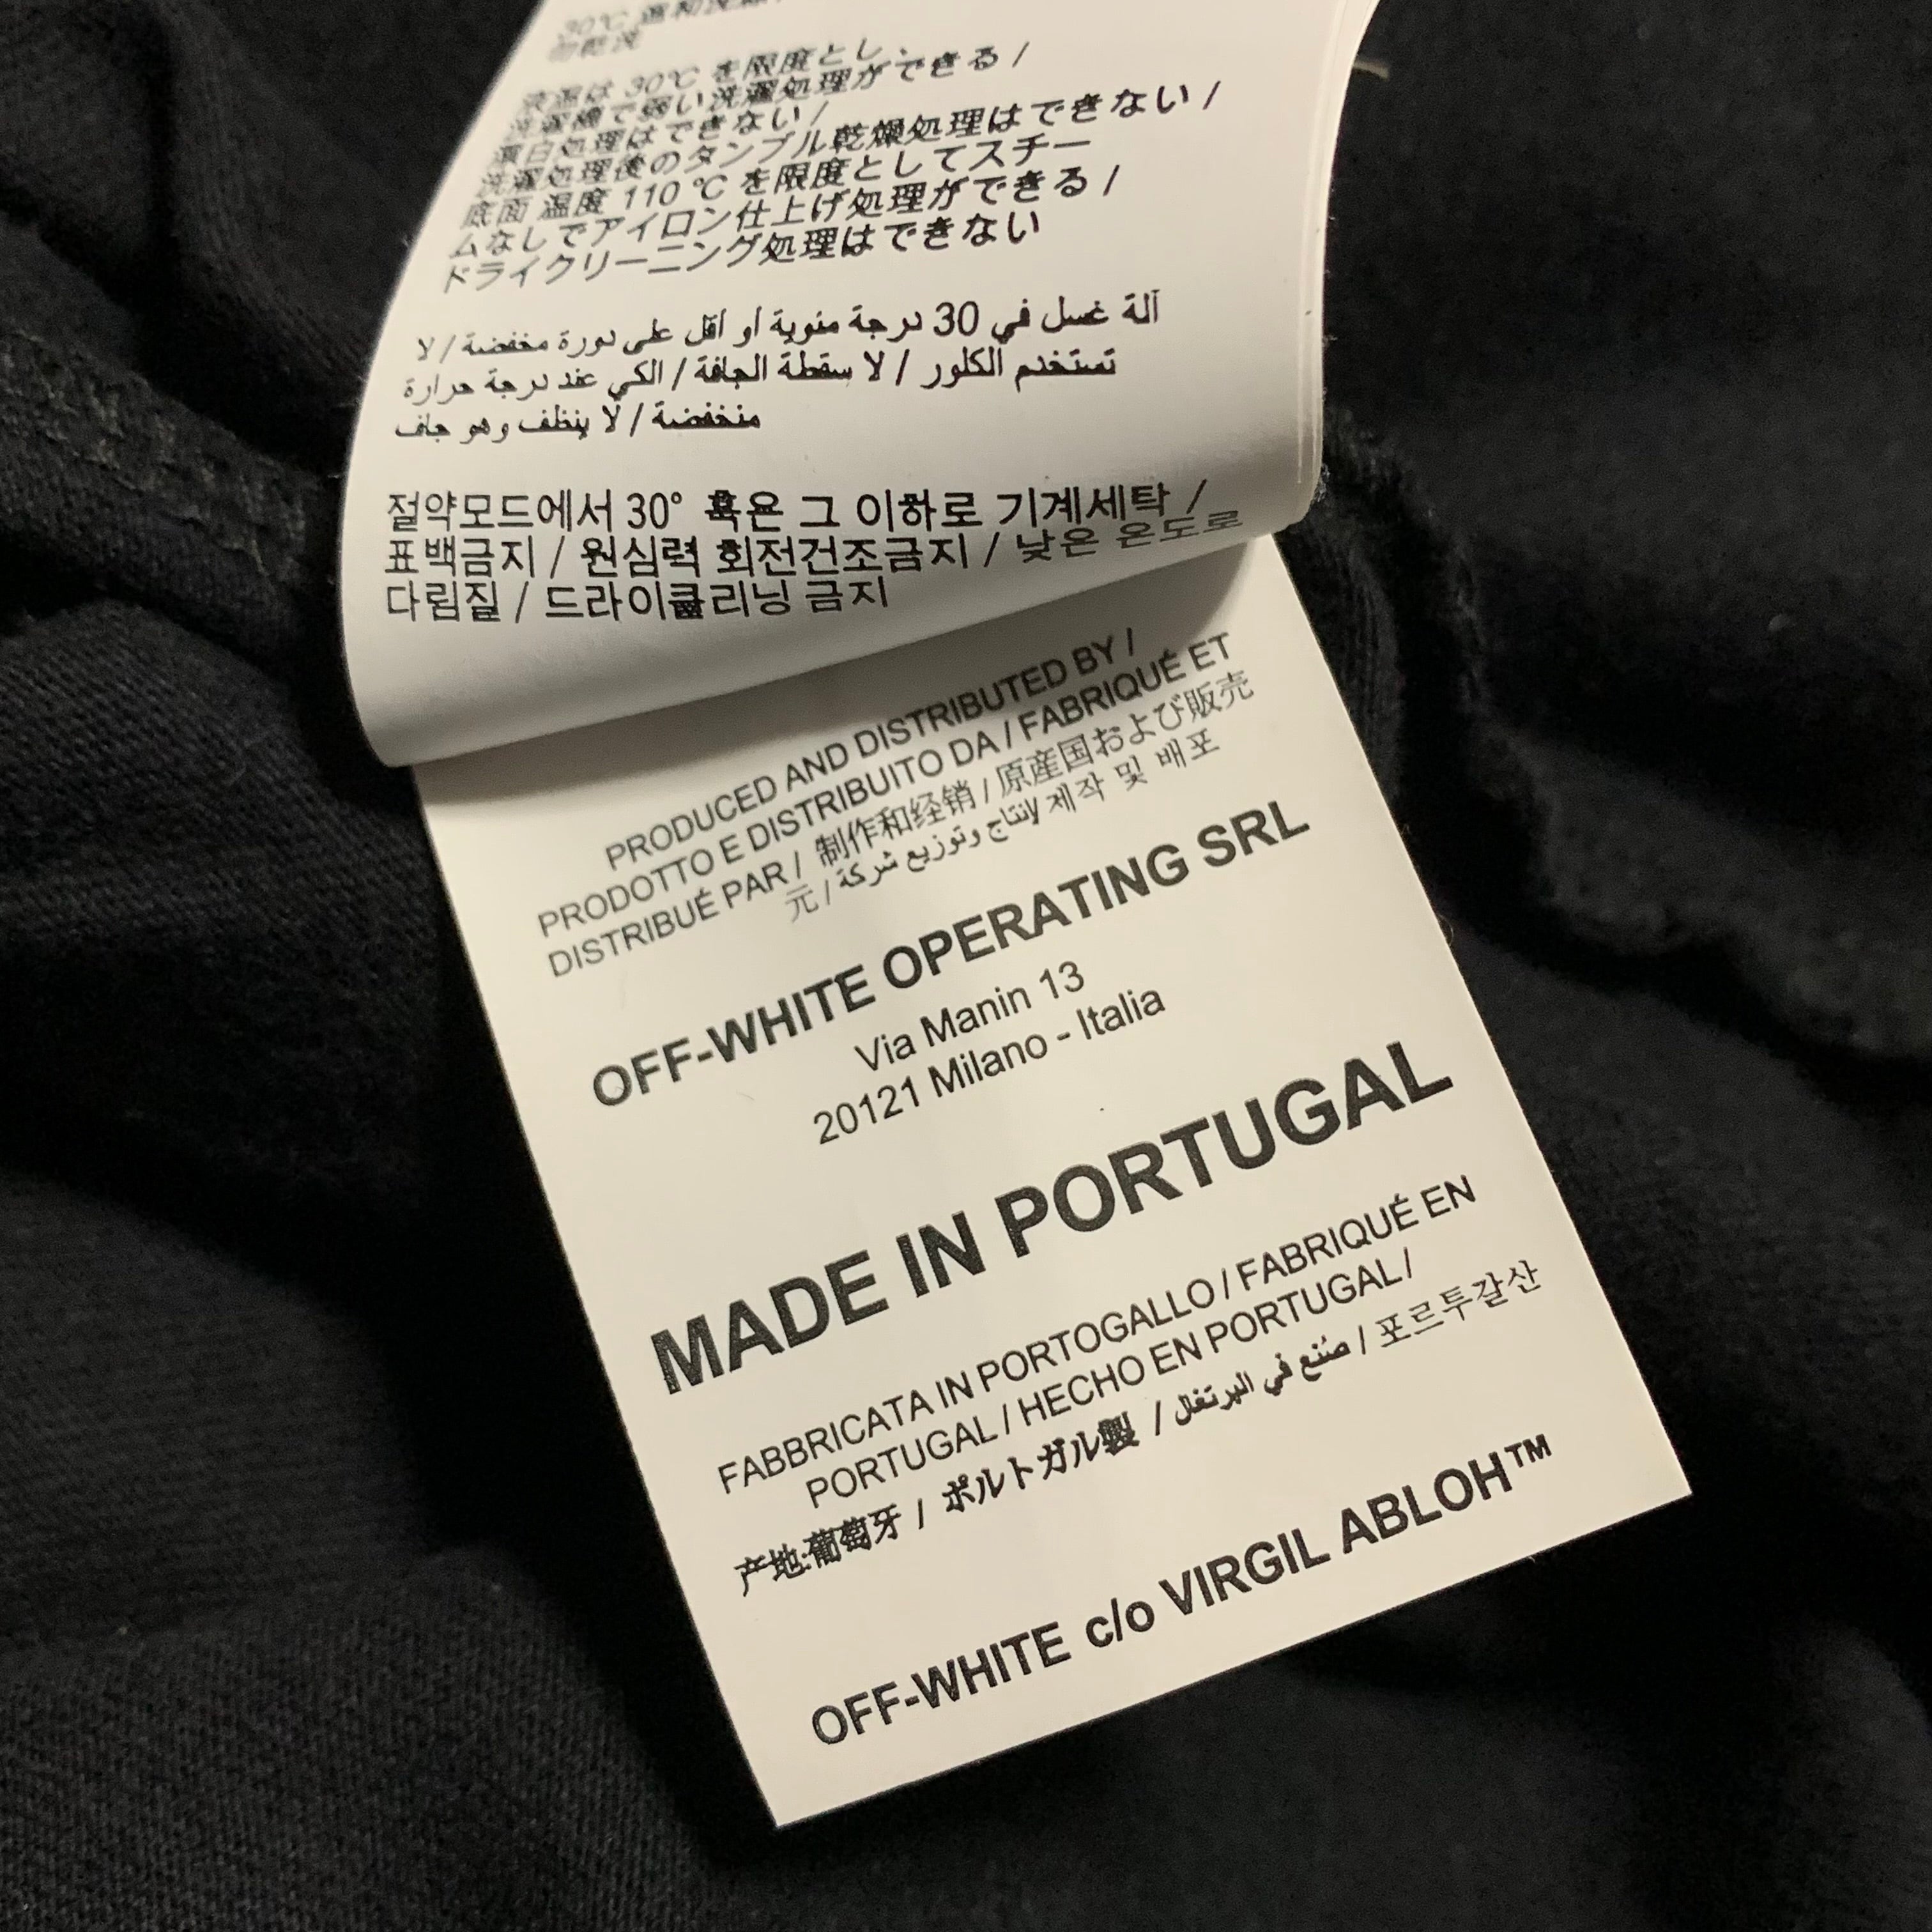 30℃
液温は 30℃ を限度とし、
洗濯機で弱い洗濯処理ができる /
漂白処理はできない /
洗濯処理後のタンブル乾燥処理はできない /
底面 温度 110 ℃ を限度としてスチー
ムなしでアイロン仕上げ処理ができる /
ドライクリーニング処理はできない
آلة غسل في 30 درجة مئوية أو أقل على دورة مخفضة / لا
تستخدم الكلور / لا سقطة الجافة / الكي عند درجة حرارة
منخفضة / لا ينظف وهو جاف
절약모드에서 30° 혹은 그 이하로 기계세탁 /
표백금지 / 원심력 회전건조금지 / 낮은 온도로
다림질 / 드라이클리닝 금지
PRODUCED AND DISTRIBUTED BY /
PRODOTTO E DISTRIBUITO DA / FABRIQUÉ ET
DISTRIBUÉ PAR / 制作和经销 / 原産国および販売
元 / إنتاج وتوزيع شركة / 제작 및 배포
OFF-WHITE OPERATING SRL
Via Manin 13
20121 Milano - Italia
MADE IN PORTUGAL
FABBRICATA IN PORTOGALLO / FABRIQUÉ EN
PORTUGAL / HECHO EN PORTUGAL /
产地:葡萄牙 / ポルトガル製 / صُنع في البرتغال / 포르투갈산
OFF-WHITE c/o VIRGIL ABLOH™